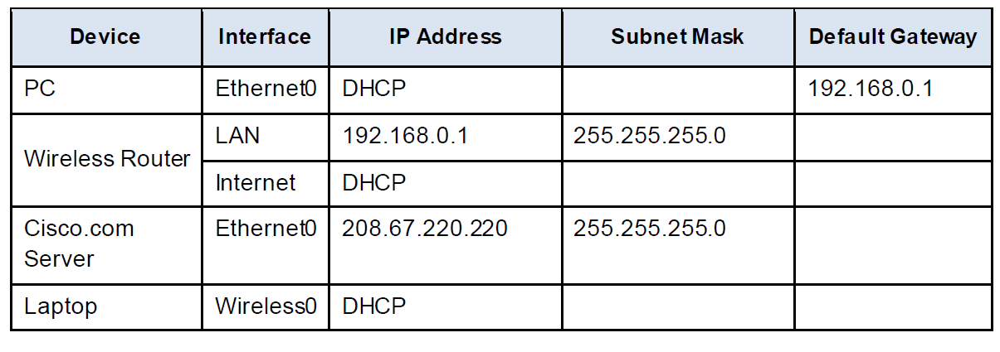 Device Interface IP Address Subnet Mask Default Gateway
PC Ethernet0 DHCP 192.168.0.1
Wireless Router LAN 192.168.0.1 255.255.255.0
Internet DHCP
Cisco.com Ethernet0 208.67.220.220 255.255.255.0
Server
Laptop Wireless0 DHCP